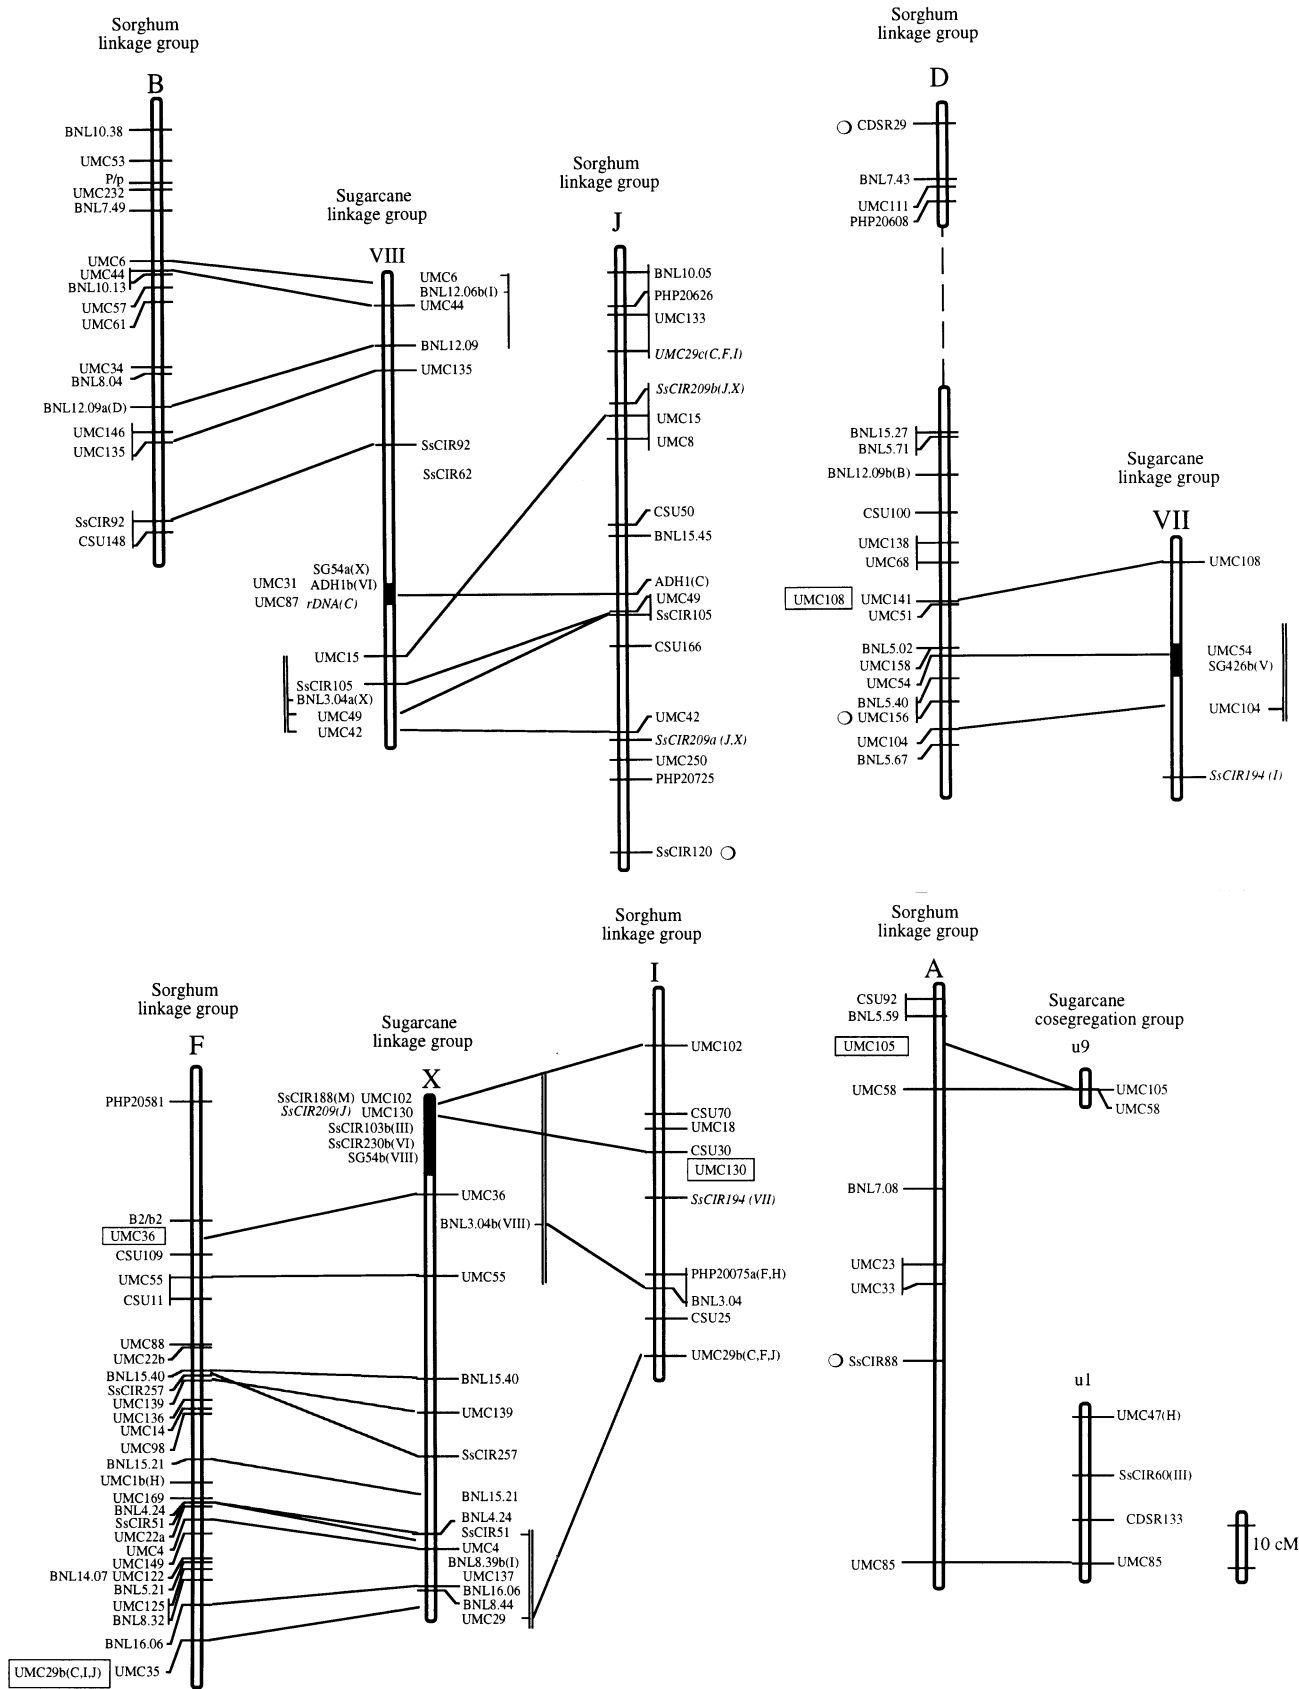 Sorghum
linkage group
B
BNL10.38
UMC53
P/p
UMC232
BNL7.49
UMC6
UMC44
BNL10.13
UMC57
UMC61
UMC34
BNL8.04
BNL12.09a(D)
UMC146
UMC135
SsCIR92
CSU148
Sugarcane
linkage group
VIII
UMC6
BNL12.06b(I)
UMC44
BNL12.09
UMC135
SsCIR92
SsCIR62
SG54a(X)
UMC31 ADH1b(VI)
UMC87 rDNA(C)
UMC15
SsCIR105
BNL3.04a(X)
UMC49
UMC42
Sorghum
linkage group
J
BNL10.05
PHP20626
UMC133
UMC29c(C,F,I)
SsCIR209b(J,X)
UMC15
UMC8
CSU50
BNL15.45
ADH1(C)
UMC49
SsCIR105
CSU166
UMC42
SsCIR209a (J,X)
UMC250
PHP20725
SsCIR120
Sorghum
linkage group
D
CDSR29
BNL7.43
UMC111
PHP20608
BNL15.27
BNL5.71
BNL12.09b(B)
CSU100
UMC138
UMC68
UMC108 UMC141
UMC51
BNL5.02
UMC158
UMC54
BNL5.40
UMC156
UMC104
BNL5.67
Sugarcane
linkage group
VII
UMC108
UMC54
SG426b(V)
UMC104
SsCIR194 (I)
Sorghum
linkage group
F
PHP20581
B2/b2
UMC36
CSU109
UMC55
CSU11
UMC88
UMC22b
BNL15.40
SsCIR257
UMC139
UMC136
UMC14
UMC98
BNL15.21
UMC1b(H)
UMC169
BNL4.24
SsCIR51
UMC22a
UMC4
UMC149
BNL14.07 UMC122
BNL5.21
UMC125
BNL8.32
BNL16.06
UMC29b(C,I,J) UMC35
Sugarcane
linkage group
X
SsCIR188(M) UMC102
SsCIR209(J) UMC130
SsCIR103b(III)
SsCIR230b(VI)
SG54b(VIII)
UMC36
BNL3.04b(VIII)
UMC55
BNL15.40
UMC139
SsCIR257
BNL15.21
BNL4.24
SsCIR51
UMC4
BNL8.39b(I)
UMC137
BNL16.06
BNL8.44
UMC29
Sorghum
linkage group
I
UMC102
CSU70
UMC18
CSU30
UMC130
SsCIR194 (VII)
PHP20075a(F,H)
BNL3.04
CSU25
UMC29b(C,F,J)
Sorghum
linkage group
A
CSU92
BNL5.59
UMC105
UMC58
BNL7.08
UMC23
UMC33
SsCIR88
UMC85
Sugarcane
cosegregation group
u9
UMC105
UMC58
u1
UMC47(H)
SsCIR60(III)
CDSR133
UMC85
10 cM